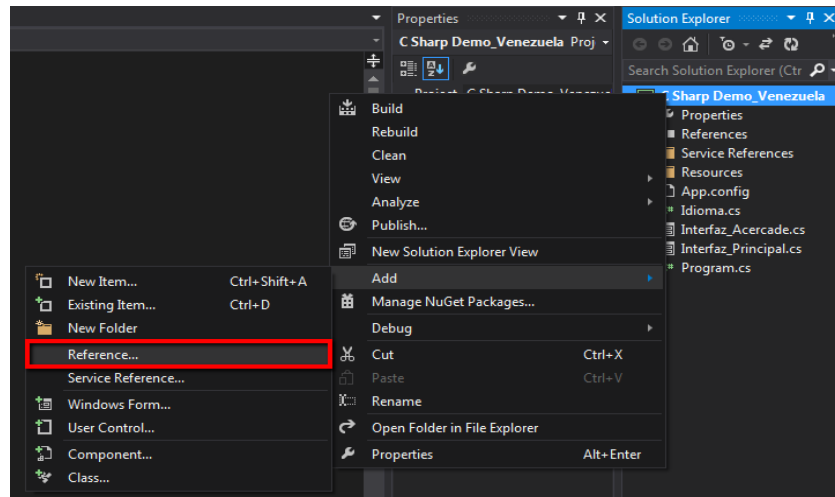 Properties
C Sharp Demo_Venezuela Proj
Solution Explorer
Search Solution Explorer (Ctr
C Sharp Demo_Venezuela
Properties
References
Service References
Resources
App.config
Idioma.cs
Interfaz_Acercade.cs
Interfaz_Principal.cs
Program.cs
Build
Rebuild
Clean
View
Analyze
Publish...
New Solution Explorer View
Add
Manage NuGet Packages...
Debug
Cut Ctrl+X
Paste Ctrl+V
Rename
Open Folder in File Explorer
Properties Alt+Enter
New Item... Ctrl+Shift+A
Existing Item... Ctrl+D
New Folder
Reference...
Service Reference...
Windows Form...
User Control...
Component...
Class...